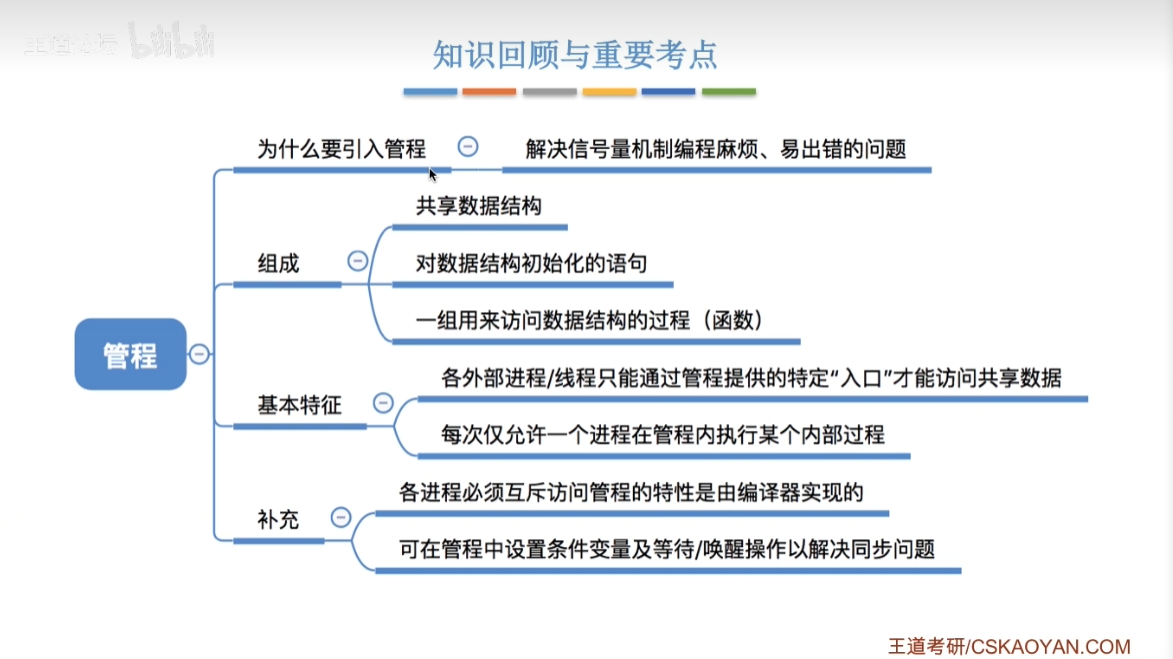 王道论坛 bilibili
知识回顾与重要考点
为什么要引入管程
解决信号量机制编程麻烦、易出错的问题
共享数据结构
组成
对数据结构初始化的语句
一组用来访问数据结构的过程（函数）
管程
各外部进程/线程只能通过管程提供的特定“入口”才能访问共享数据
基本特征
每次仅允许一个进程在管程内执行某个内部过程
各进程必须互斥访问管程的特性是由编译器实现的
补充
可在管程中设置条件变量及等待/唤醒操作以解决同步问题
王道考研/CSKAOYAN.COM